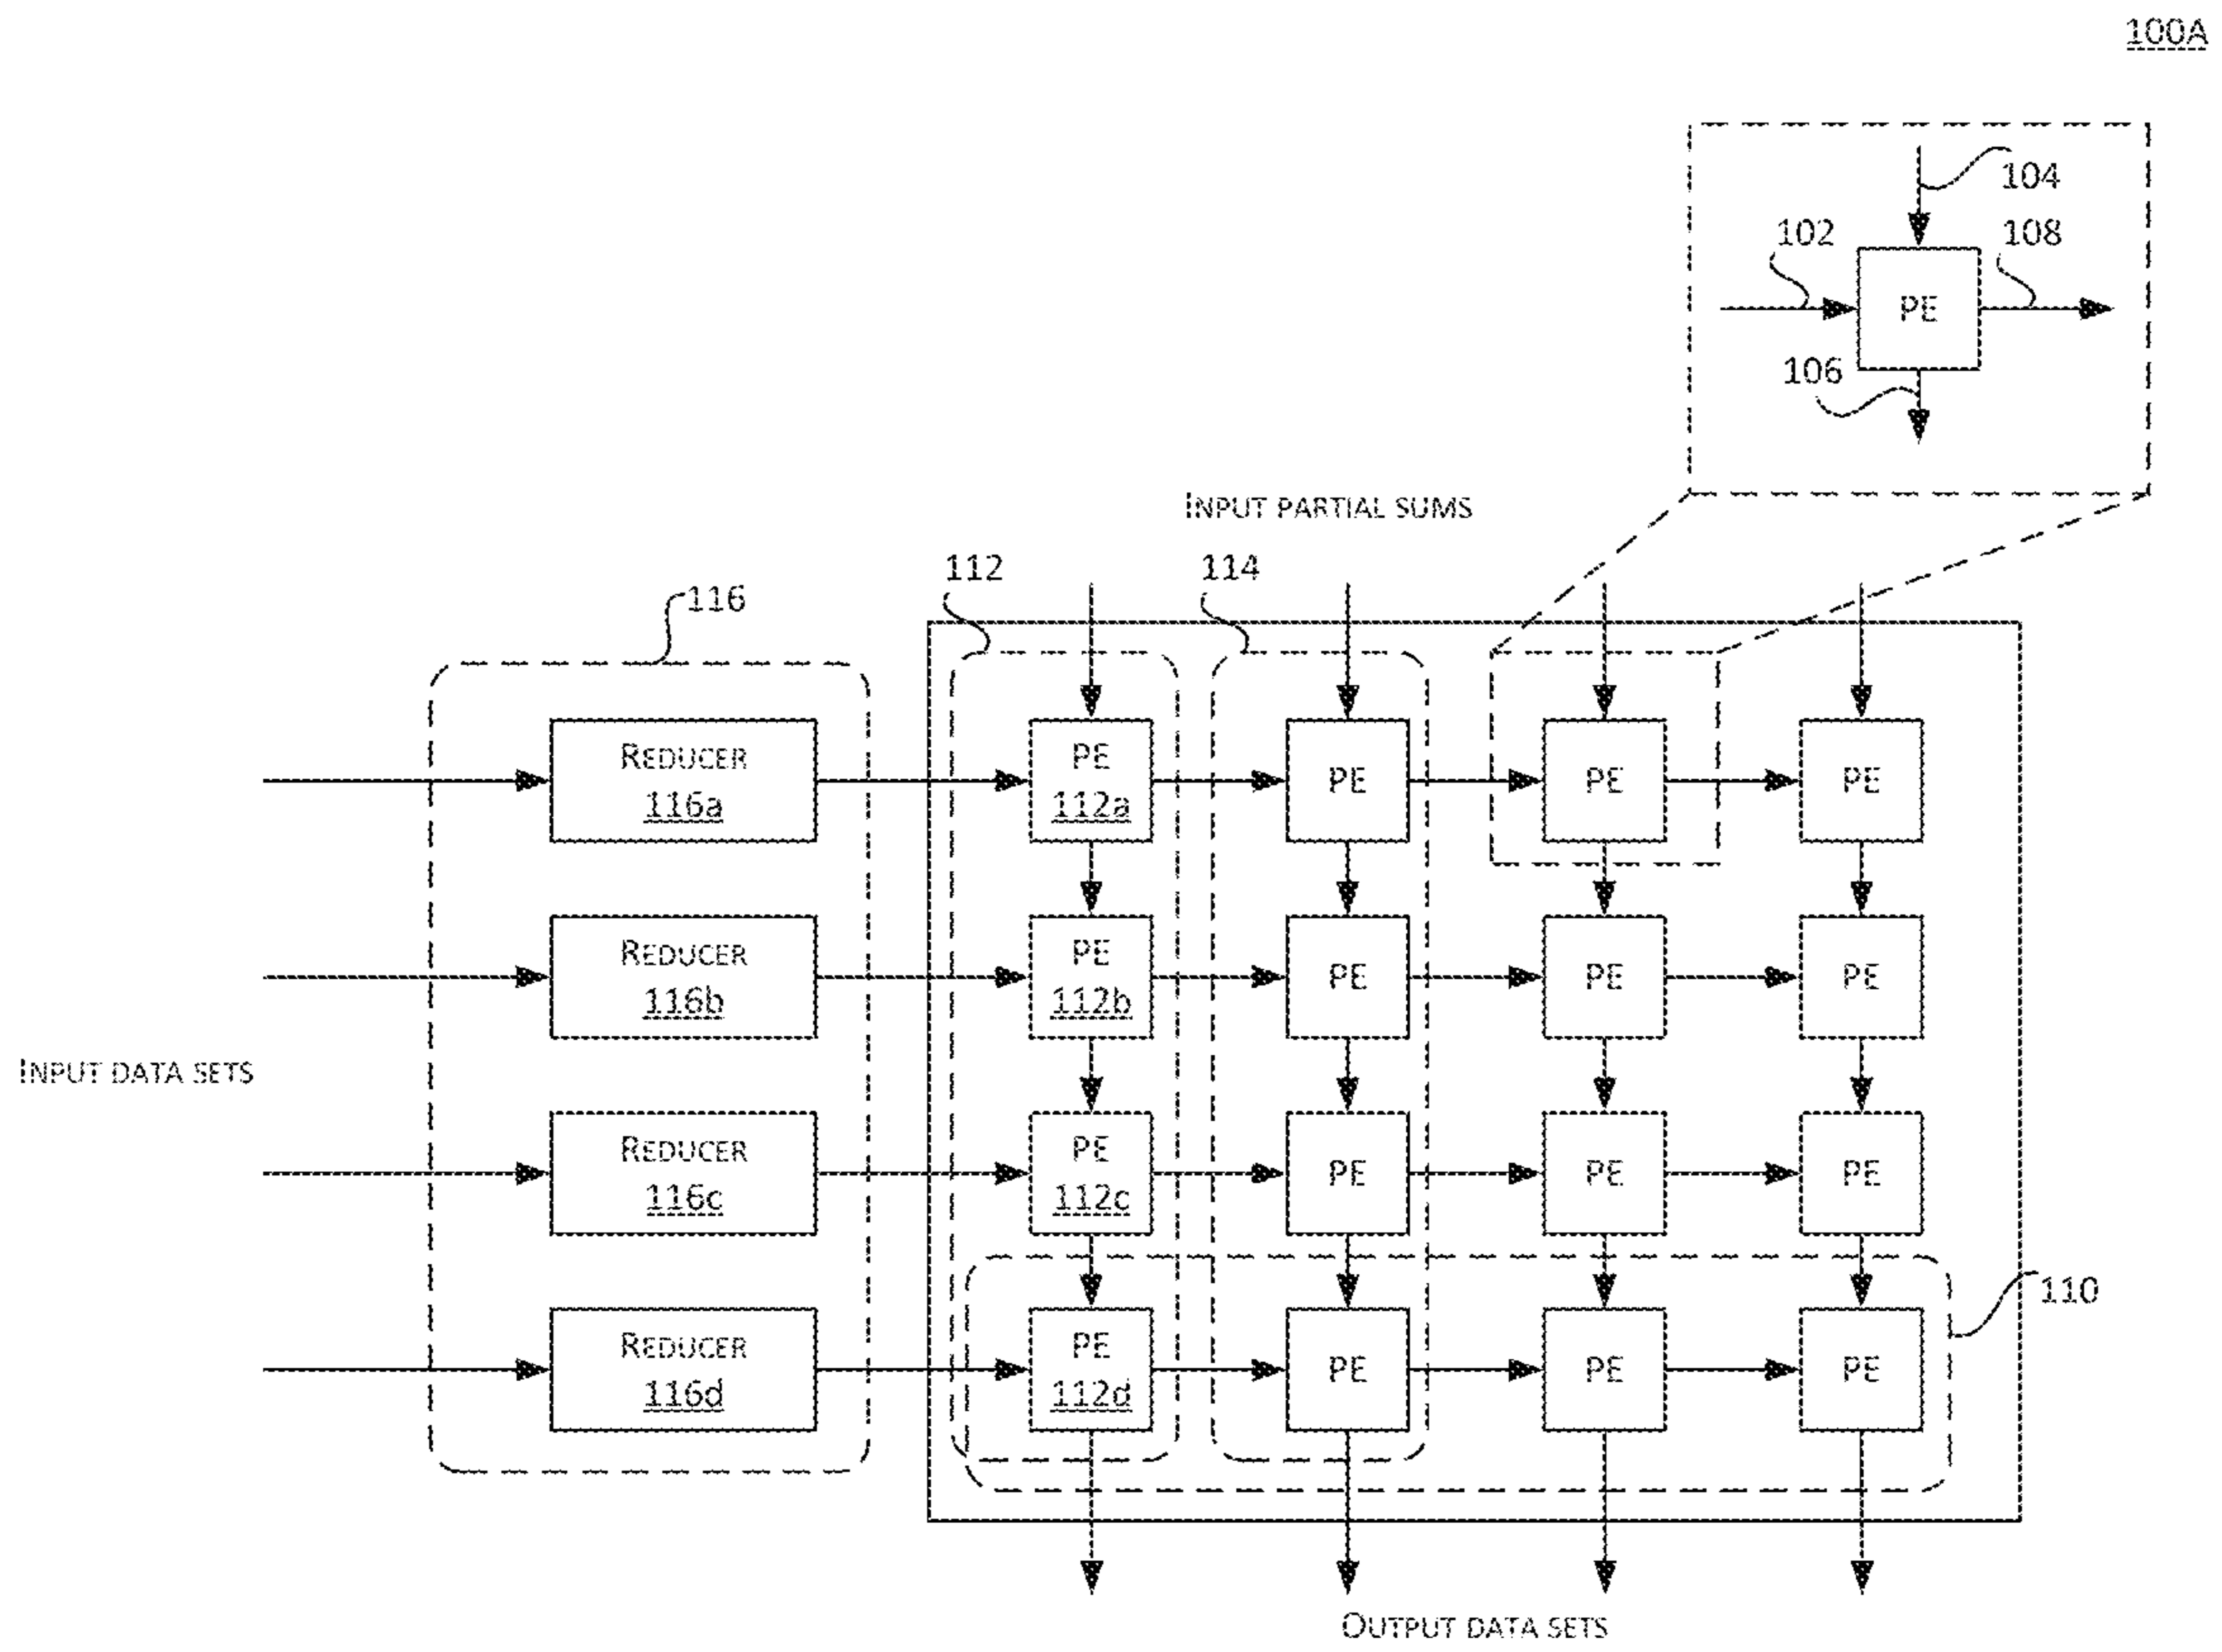 100A
104
102
108
PE
106
INPUT PARTIAL SUMS
112
114
116
REDUCER
116a
PE
112a
PE
PE
PE
REDUCER
116b
PE
112b
PE
PE
PE
INPUT DATA SETS
REDUCER
116c
PE
112c
PE
PE
PE
110
REDUCER
116d
PE
112d
PE
PE
PE
OUTPUT DATA SETS